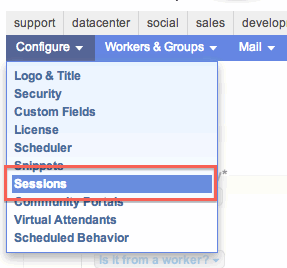 support datacenter social sales develop
Configure Workers & Groups Mail
Logo & Title
Security
Custom Fields
License
Scheduler
Snippets
Sessions
Community Portals
Virtual Attendants
Scheduled Behavior
Is it from a worker?